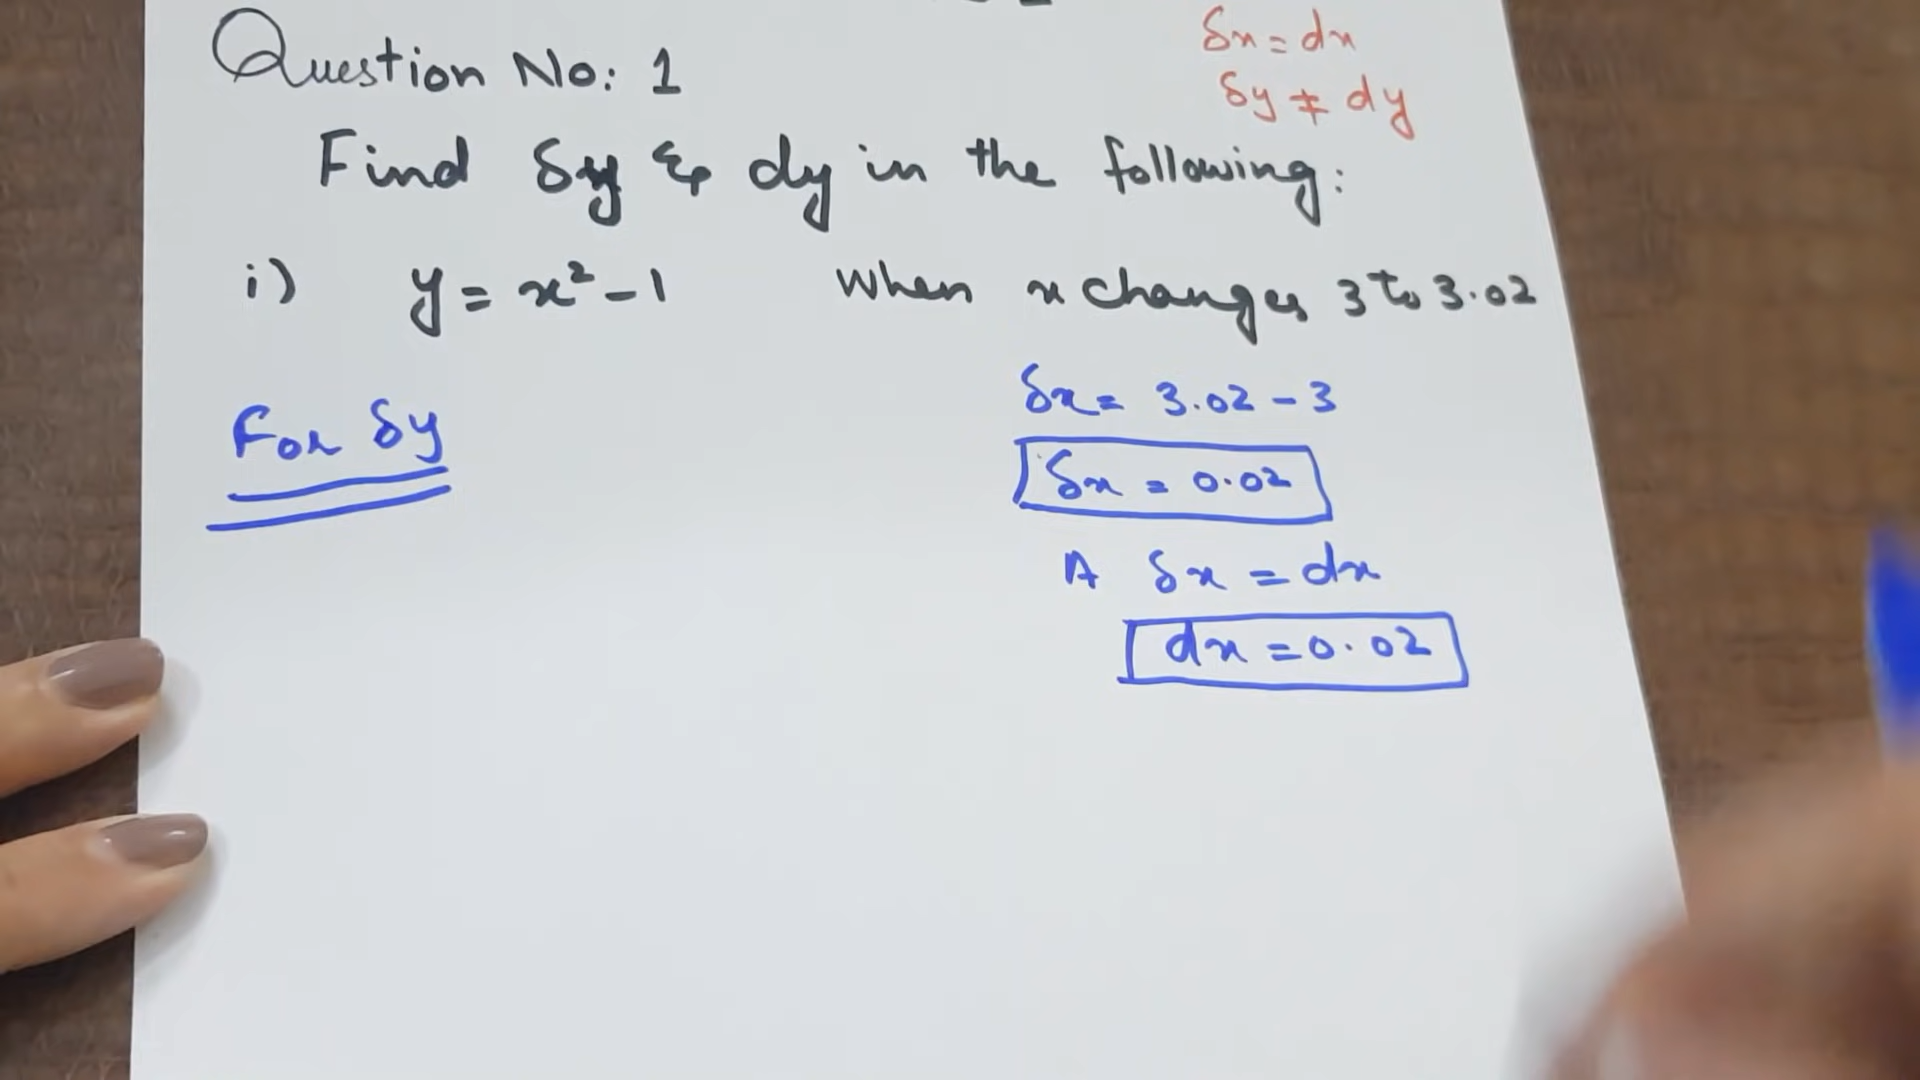 Question No: 1
δx = dx
δy ≠ dy
Find δy & dy in the following:
i) y = x² - 1 when x changes 3 to 3.02
δx = 3.02 - 3
For δy
δx = 0.02
A δx = dx
dx = 0.02